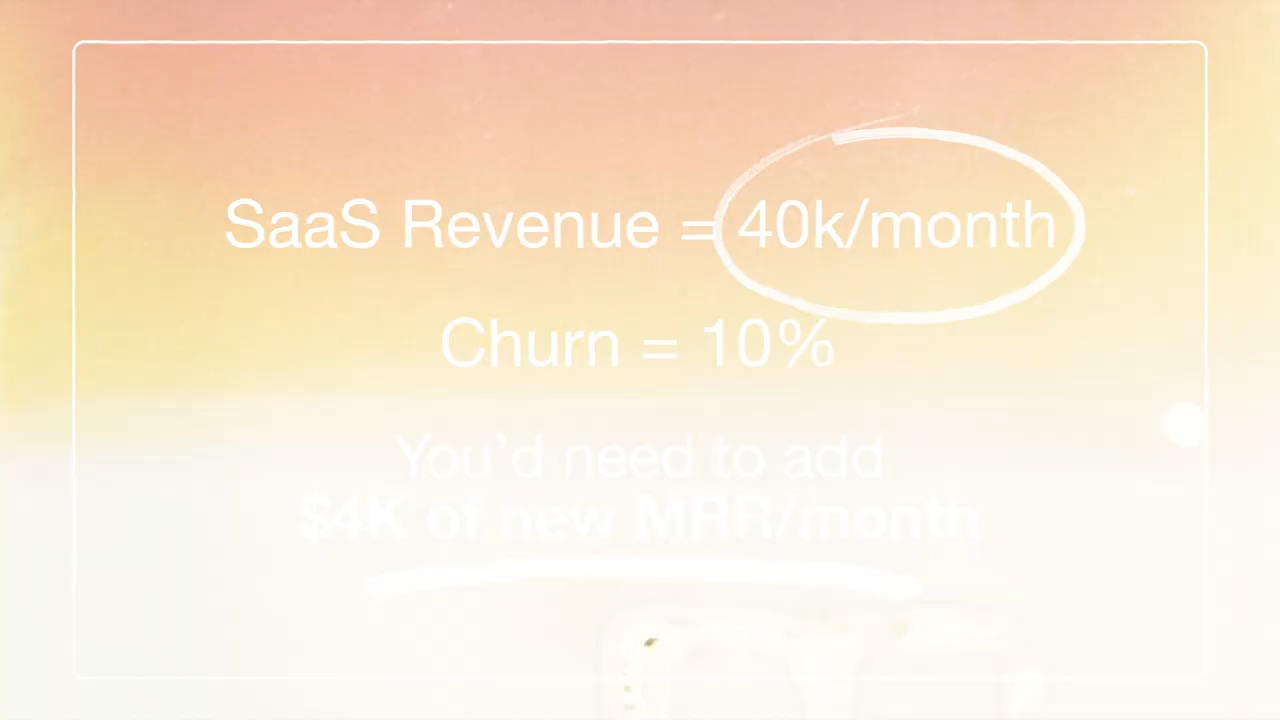 SaaS Revenue = 40k/month
Churn = 10%
You'd need to add
$4K of new MRR/month